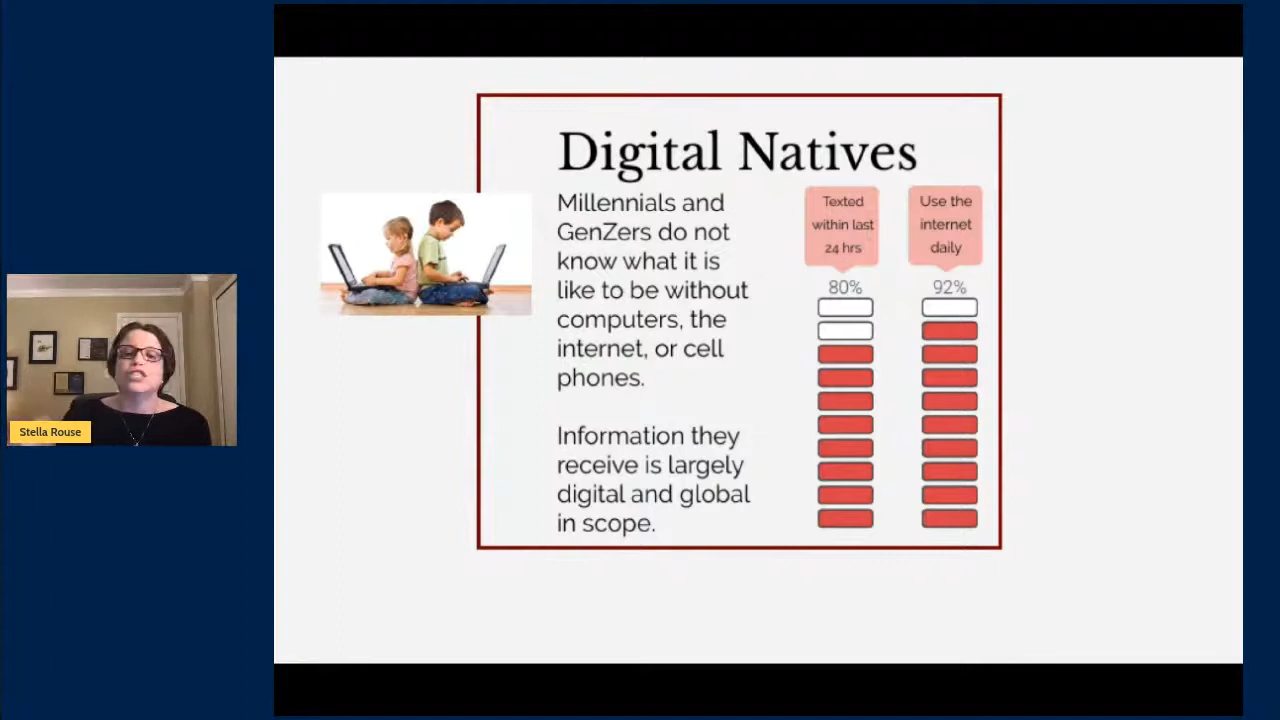 Digital Natives
Millennials and
GenZers do not
know what it is
like to be without
computers, the
internet, or cell
phones.
Information they
receive is largely
digital and global
in scope.
Texted
within last
24 hrs
80%
Use the
internet
daily
92%
Stella Rouse